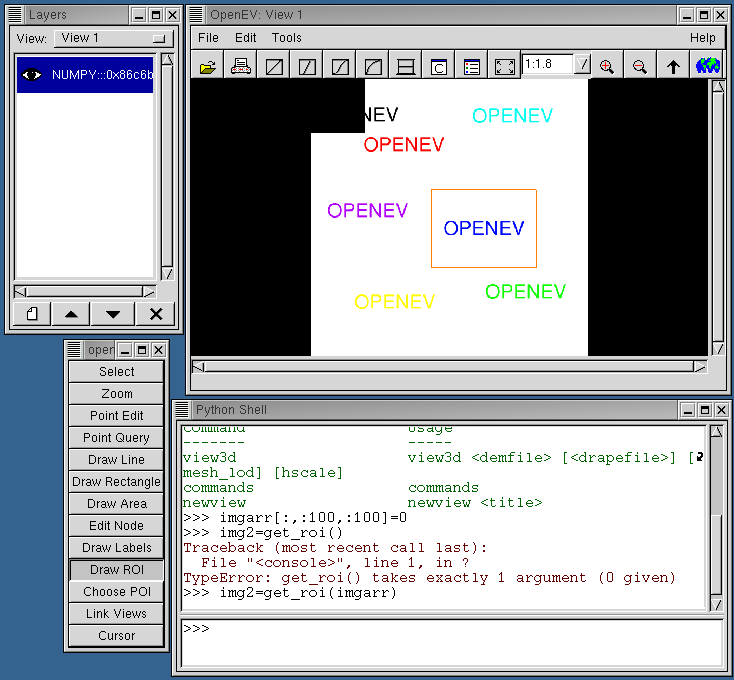 Layers
View: View 1
NUMPY:::0x86c6b
OpenEV: View 1
File Edit Tools Help
1:1.8
NEV
OPENEV
OPENEV
OPENEV
OPENEV
OPENEV
OPENEV
oper
Select
Zoom
Point Edit
Point Query
Draw Line
Draw Rectangle
Draw Area
Edit Node
Draw Labels
Draw ROI
Choose POI
Link Views
Cursor
Python Shell
command usage
------- -----
view3d view3d <demfile> [<drapefile>] [
mesh_lod] [hscale]
commands commands
newview newview <title>
>>> imgarr[:,:100,:100]=0
>>> img2=get_roi()
Traceback (most recent call last):
File "<console>", line 1, in ?
TypeError: get_roi() takes exactly 1 argument (0 given)
>>> img2=get_roi(imgarr)
>>>